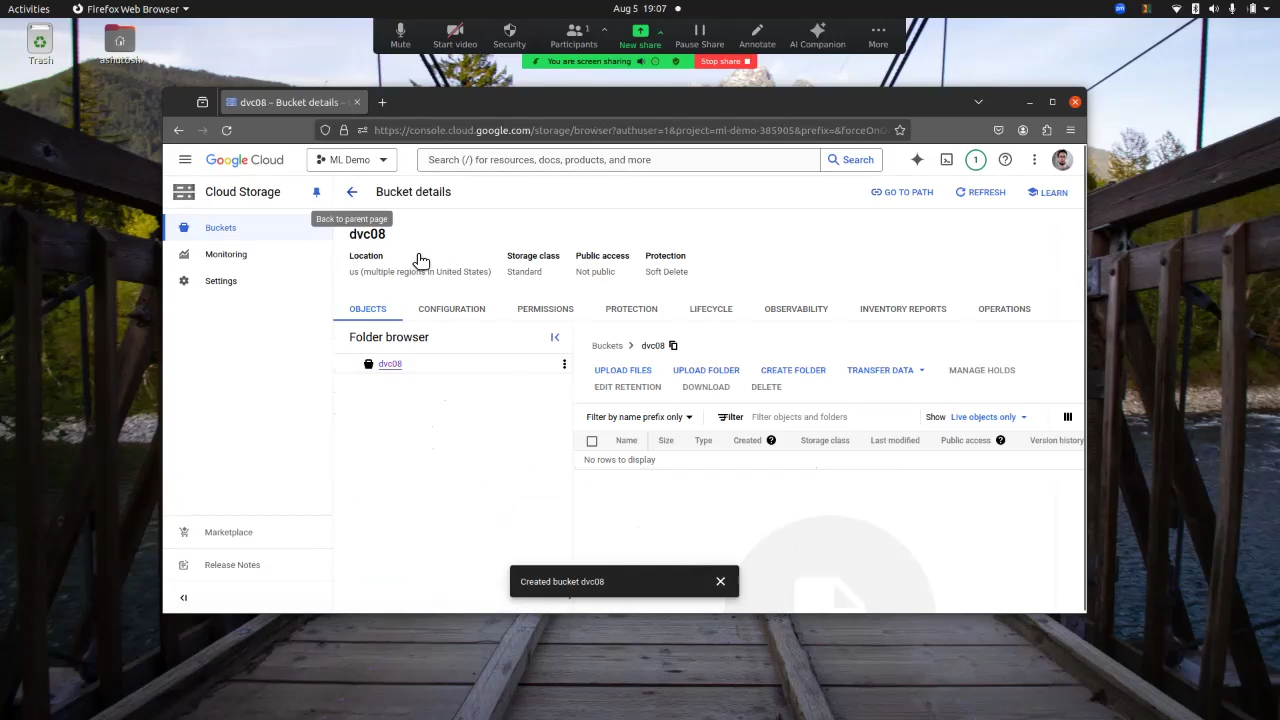 Activities
Firefox Web Browser
Aug 5 19:07
zm
Mute
Start video
Security
Participants
1
New share
Pause Share
Annotate
AI Companion
More
You are screen sharing
Stop share
Trash
dvc08 – Bucket details –
https://console.cloud.google.com/storage/browser?authuser=1&project=ml-demo-385905&prefix=&forceOnO
Google Cloud
ML Demo
Search (/) for resources, docs, products, and more
Search
1
Cloud Storage
Bucket details
GO TO PATH
REFRESH
LEARN
Back to parent page
Buckets
Monitoring
Settings
dvc08
Location
Storage class
Public access
Protection
us (multiple regions in United States)
Standard
Not public
Soft Delete
OBJECTS
CONFIGURATION
PERMISSIONS
PROTECTION
LIFECYCLE
OBSERVABILITY
INVENTORY REPORTS
OPERATIONS
Folder browser
dvc08
Buckets > dvc08
UPLOAD FILES
UPLOAD FOLDER
CREATE FOLDER
TRANSFER DATA
MANAGE HOLDS
EDIT RETENTION
DOWNLOAD
DELETE
Filter by name prefix only
Filter
Filter objects and folders
Show
Live objects only
Name
Size
Type
Created
Storage class
Last modified
Public access
Version history
No rows to display
Marketplace
Release Notes
Created bucket dvc08